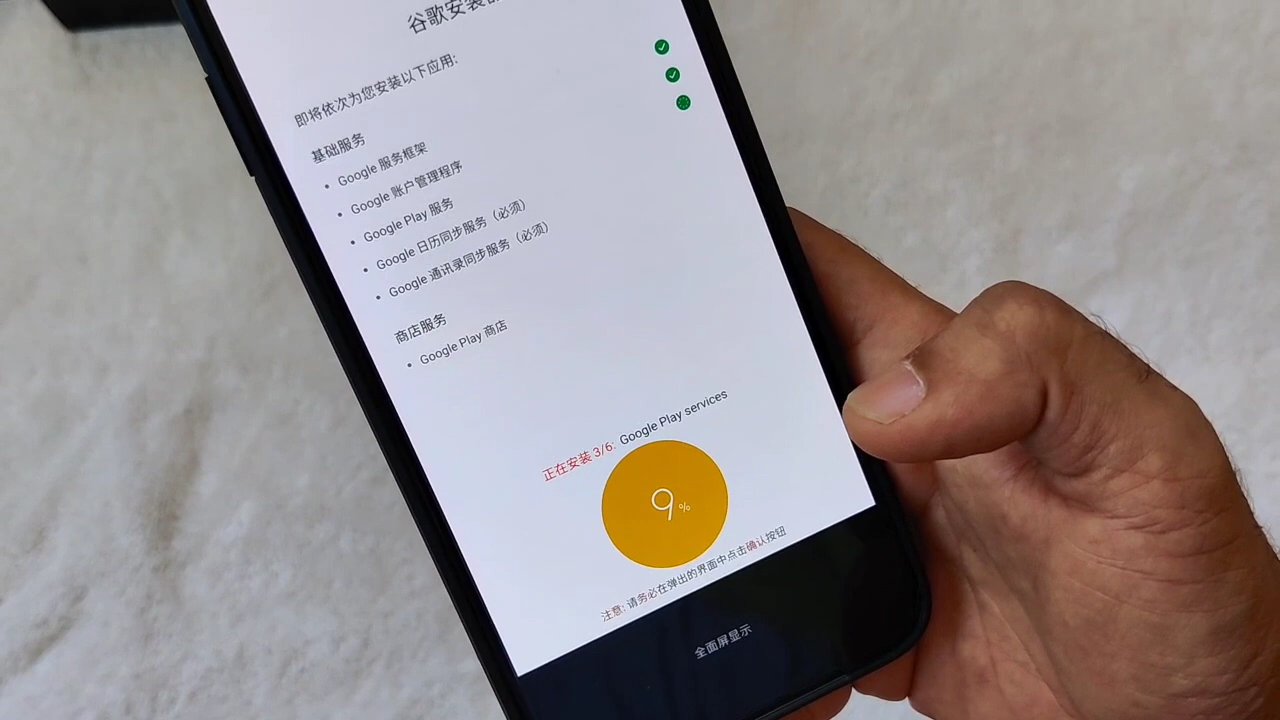 谷歌安装器
即将依次为您安装以下应用:
基础服务
• Google 服务框架
• Google 账户管理程序
• Google Play 服务
• Google 日历同步服务（必须）
• Google 通讯录同步服务（必须）
商店服务
• Google Play 商店
正在安装 3/6: Google Play services
9%
注意: 请务必在弹出的界面中点击确认按钮
全面屏显示